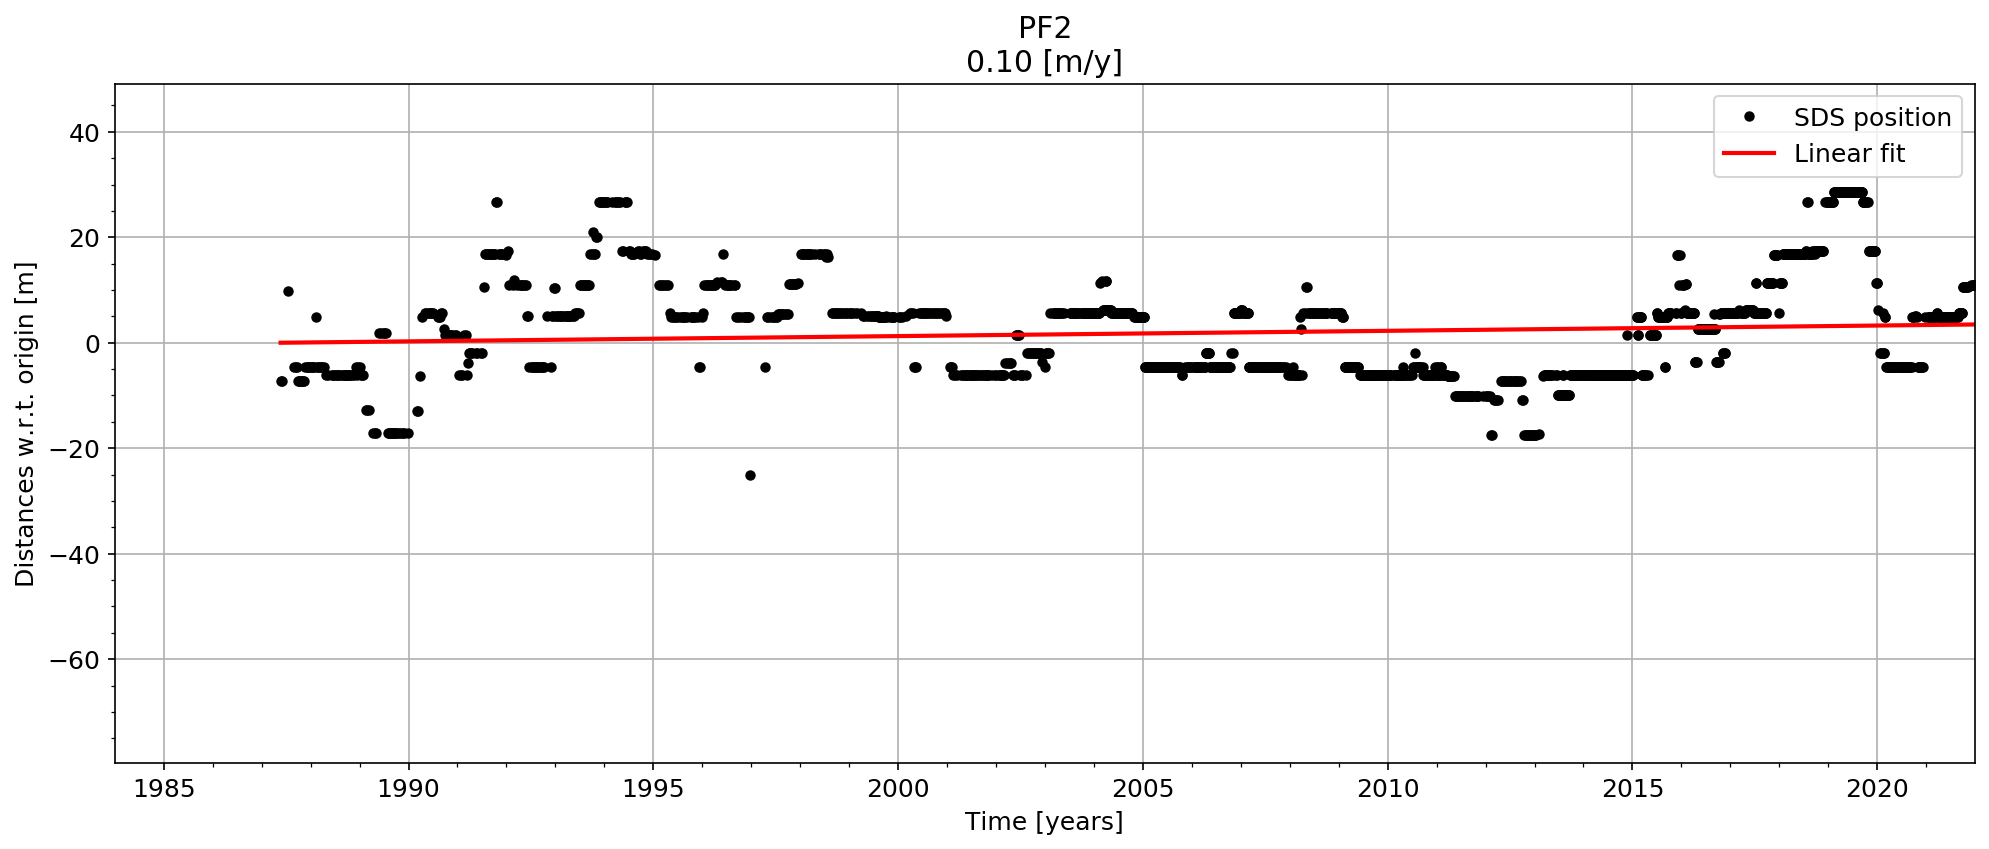 PF2
0.10 [m/y]
SDS position
Linear fit
Distances w.r.t. origin [m]
40
20
0
−20
−40
−60
1985 1990 1995 2000 2005 2010 2015 2020
Time [years]